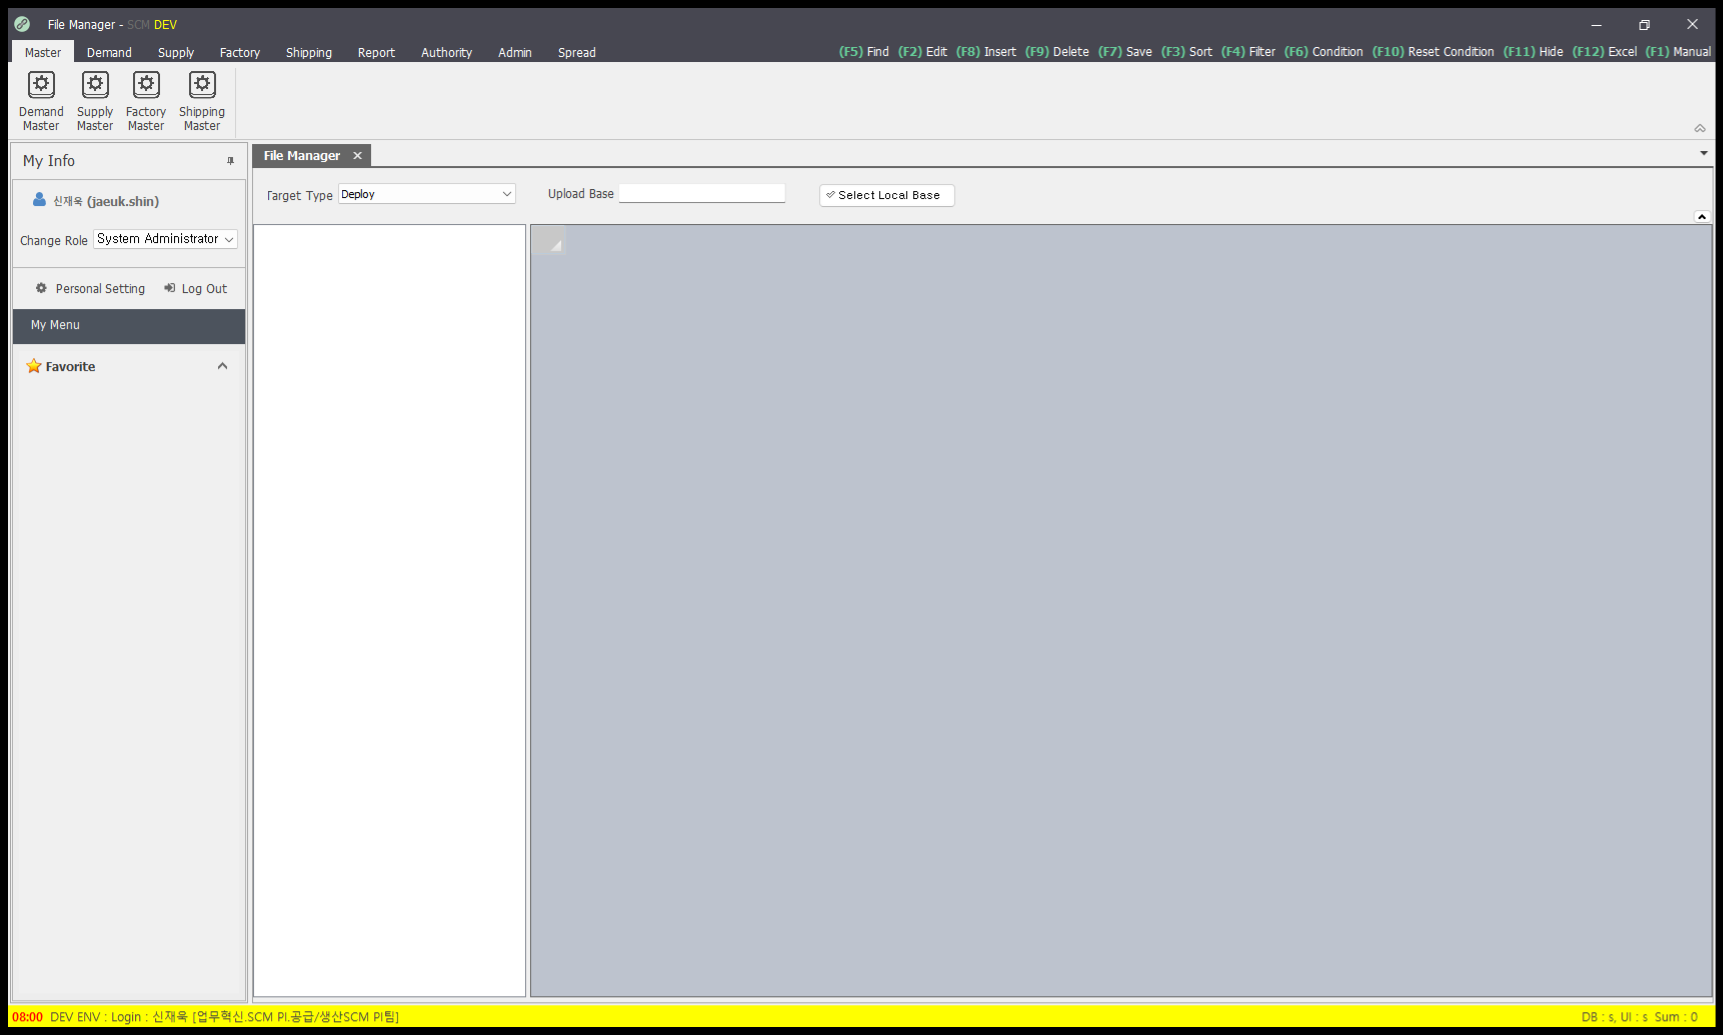 File Manager - SCM DEV
Master Demand Supply Factory Shipping Report Authority Admin Spread
(F5) Find (F2) Edit (F8) Insert (F9) Delete (F7) Save (F3) Sort (F4) Filter (F6) Condition (F10) Reset Condition (F11) Hide (F12) Excel (F1) Manual
Demand Master
Supply Master
Factory Master
Shipping Master
My Info
신재욱 (jaeuk.shin)
Change Role System Administrator
Personal Setting Log Out
My Menu
Favorite
File Manager
Target Type Deploy Upload Base Select Local Base
08:00 DEV ENV : Login : 신재욱 [업무혁신.SCM PI.공급/생산SCM PI팀]
DB : s, UI : s Sum : 0